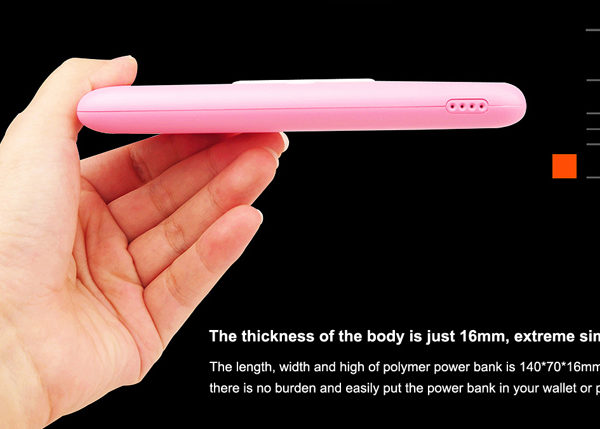 The thickness of the body is just 16mm, extreme sin
The length, width and high of polymer power bank is 140*70*16mm
there is no burden and easily put the power bank in your wallet or p